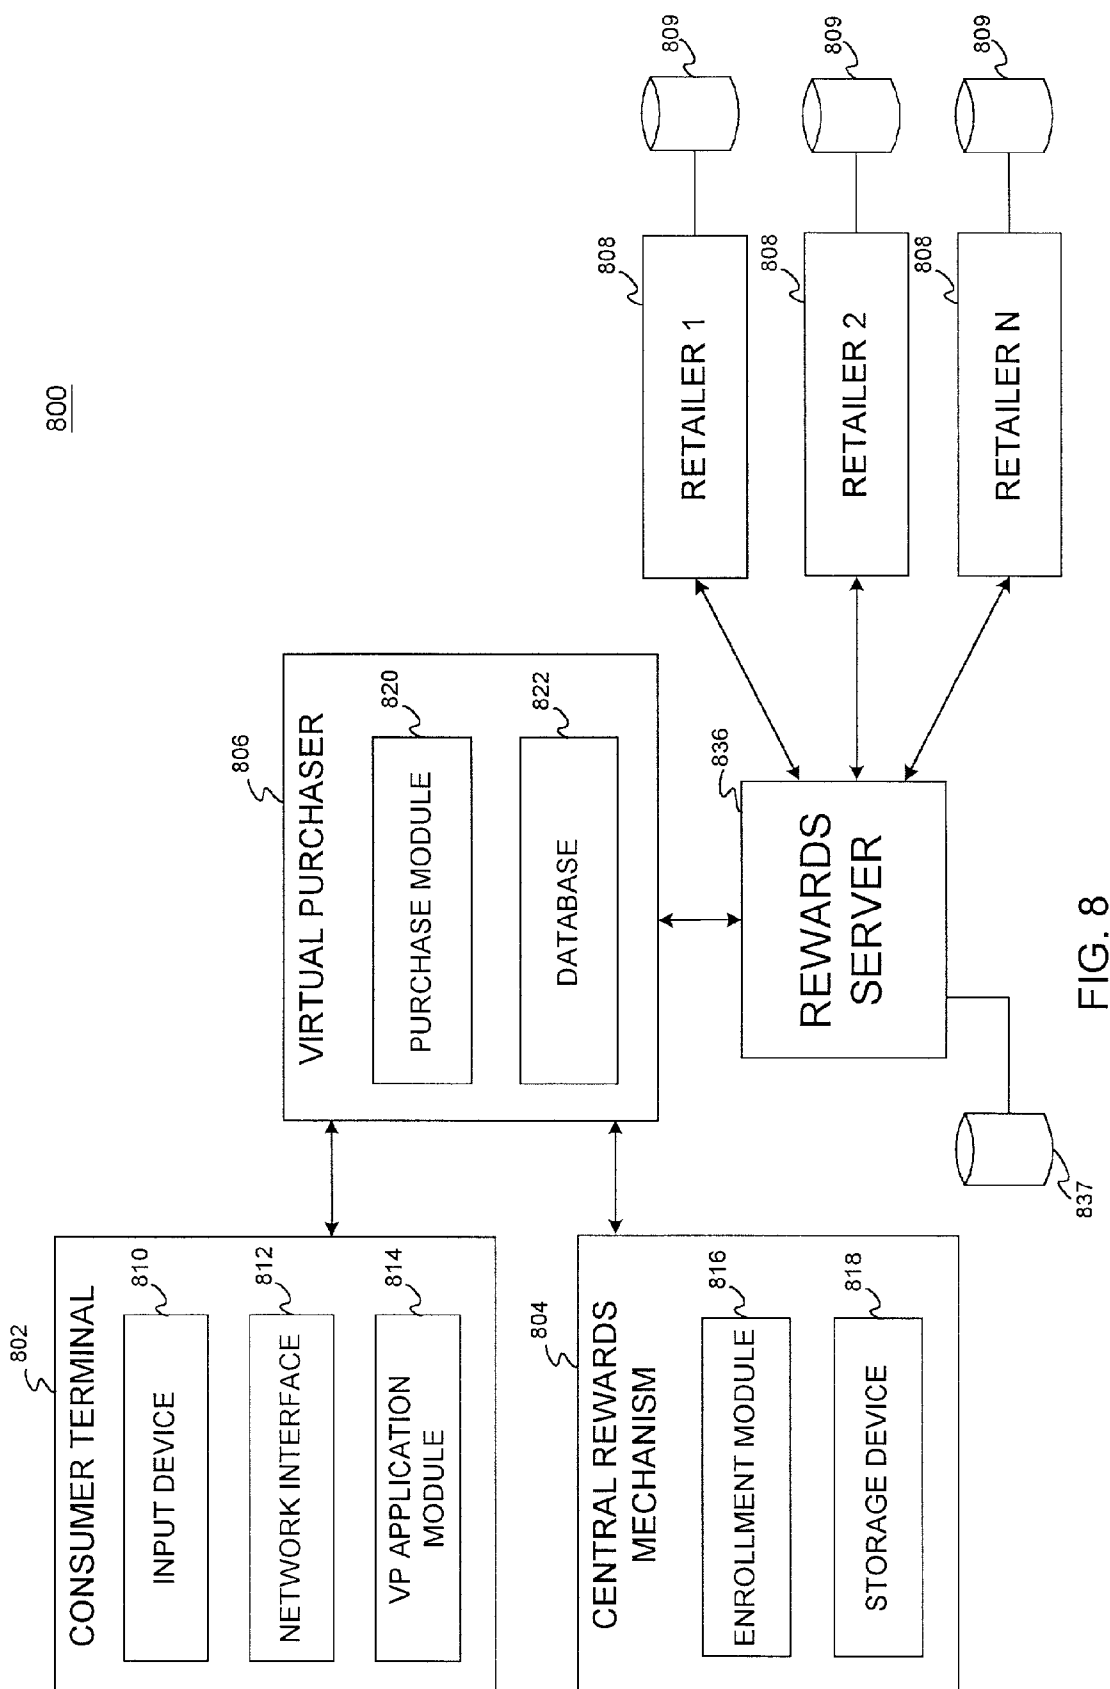 800
802
CONSUMER TERMINAL
810
INPUT DEVICE
812
NETWORK INTERFACE
814
VP APPLICATION
MODULE
804
CENTRAL REWARDS
MECHANISM
816
ENROLLMENT MODULE
818
STORAGE DEVICE
806
VIRTUAL PURCHASER
820
PURCHASE MODULE
822
DATABASE
836
REWARDS
SERVER
837
808
RETAILER 1
809
808
RETAILER 2
809
808
RETAILER N
809
FIG. 8